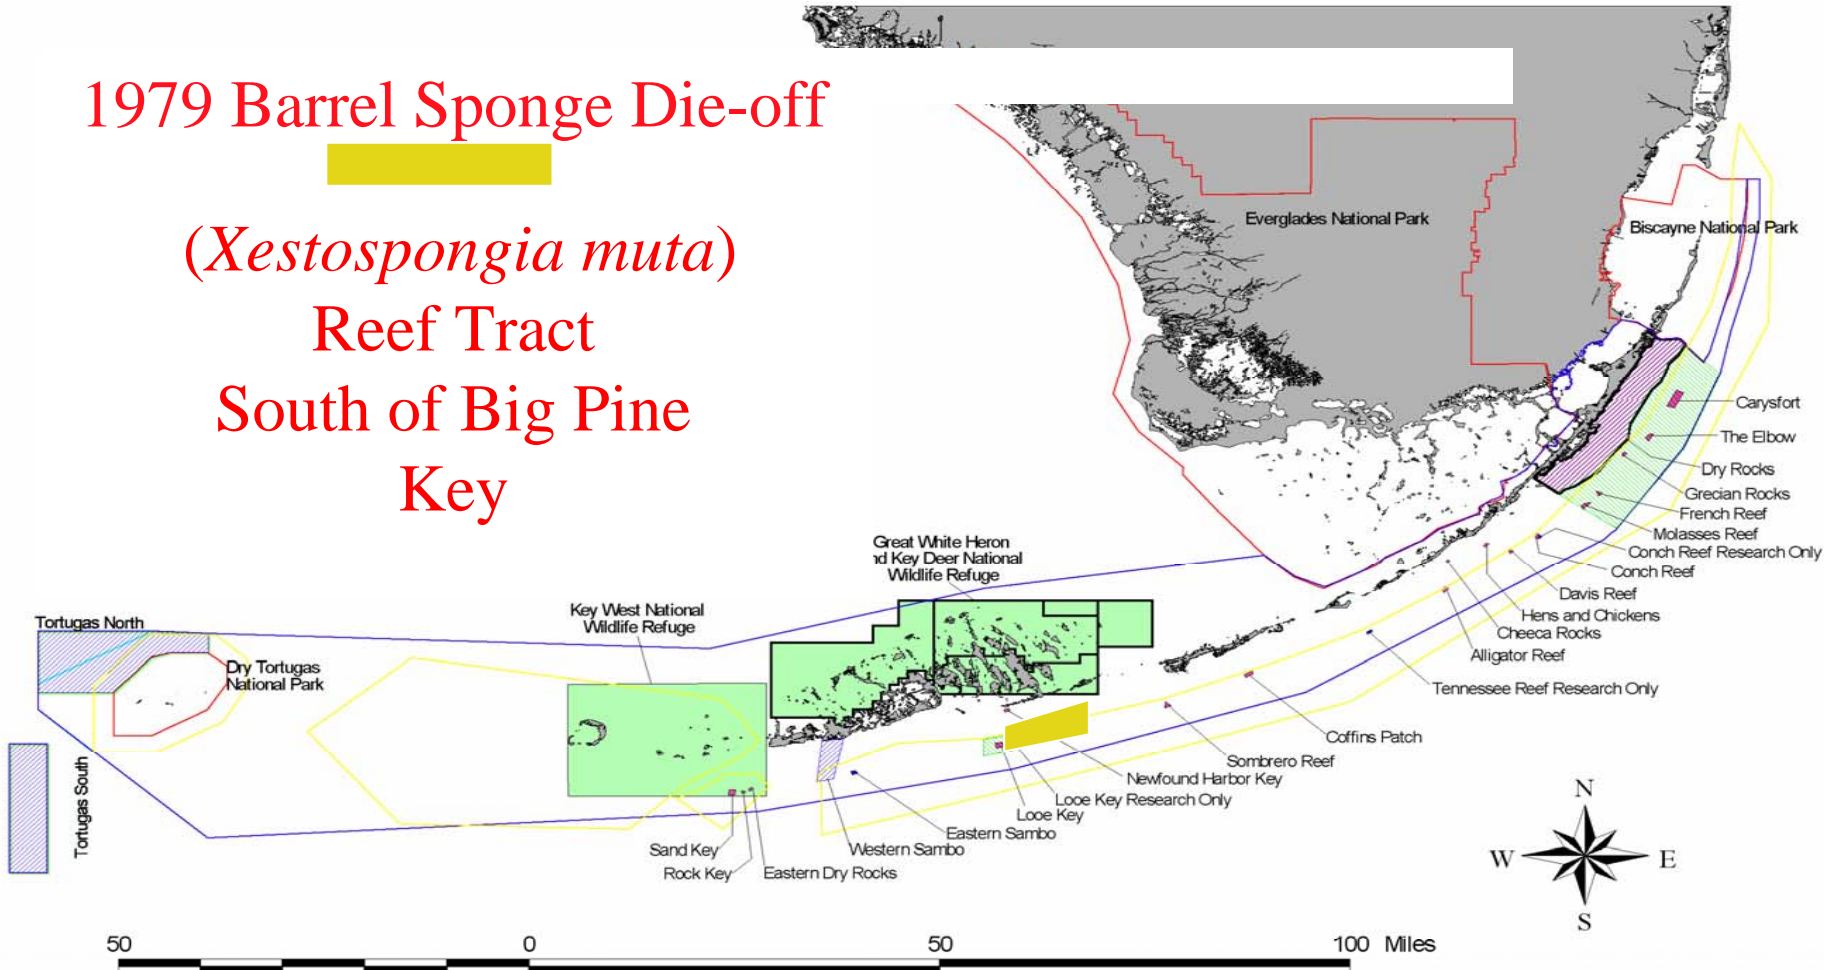 1979 Barrel Sponge Die-off
(Xestospongia muta)
Reef Tract
South of Big Pine
Key
Everglades National Park
Biscayne National Park
Carysfort
The Elbow
Dry Rocks
Grecian Rocks
French Reef
Molasses Reef
Conch Reef Research Only
Conch Reef
Davis Reef
Hens and Chickens
Cheeca Rocks
Alligator Reef
Tennessee Reef Research Only
Coffins Patch
Sombrero Reef
Newfound Harbor Key
Looe Key Research Only
Looe Key
Eastern Sambo
Western Sambo
Eastern Dry Rocks
Rock Key
Sand Key
Great White Heron
nd Key Deer National
Wildlife Refuge
Key West National
Wildlife Refuge
Tortugas North
Dry Tortugas
National Park
Tortugas South
N
W
E
S
50 0 50 100 Miles